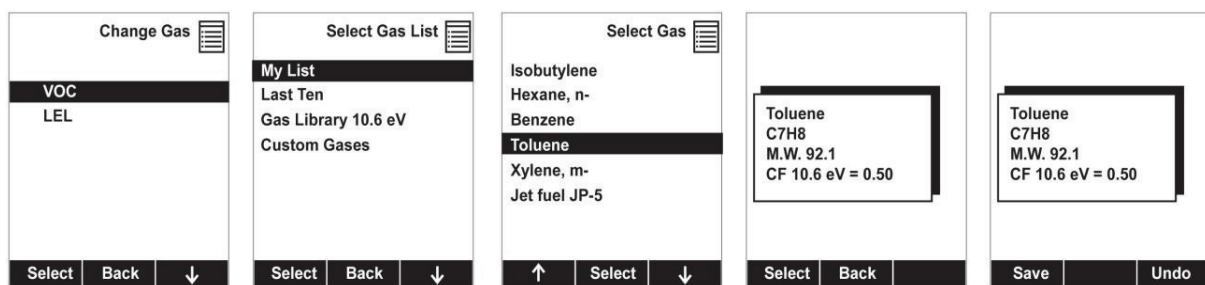 Change Gas
VOC
LEL
Select Back ↓
Select Gas List
My List
Last Ten
Gas Library 10.6 eV
Custom Gases
Select Back ↓
Select Gas
Isobutylene
Hexane, n-
Benzene
Toluene
Xylene, m-
Jet fuel JP-5
↑ Select ↓
Toluene
C7H8
M.W. 92.1
CF 10.6 eV = 0.50
Select Back
Toluene
C7H8
M.W. 92.1
CF 10.6 eV = 0.50
Save Undo